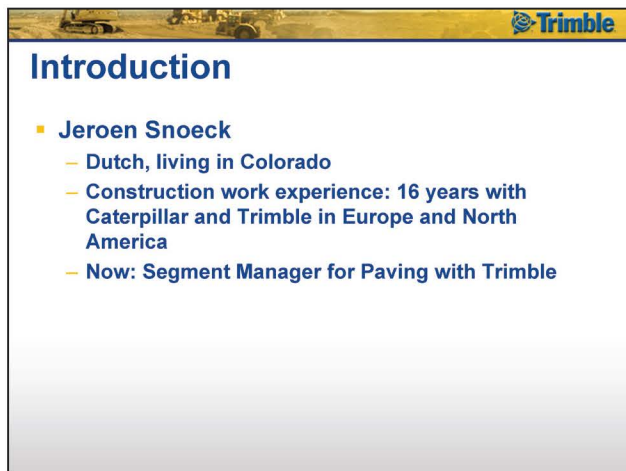 Trimble
Introduction
▪ Jeroen Snoeck
– Dutch, living in Colorado
– Construction work experience: 16 years with
Caterpillar and Trimble in Europe and North
America
– Now: Segment Manager for Paving with Trimble